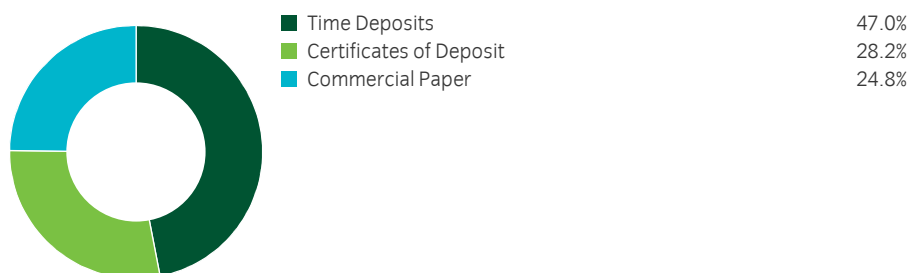 Time Deposits 47.0%
Certificates of Deposit 28.2%
Commercial Paper 24.8%